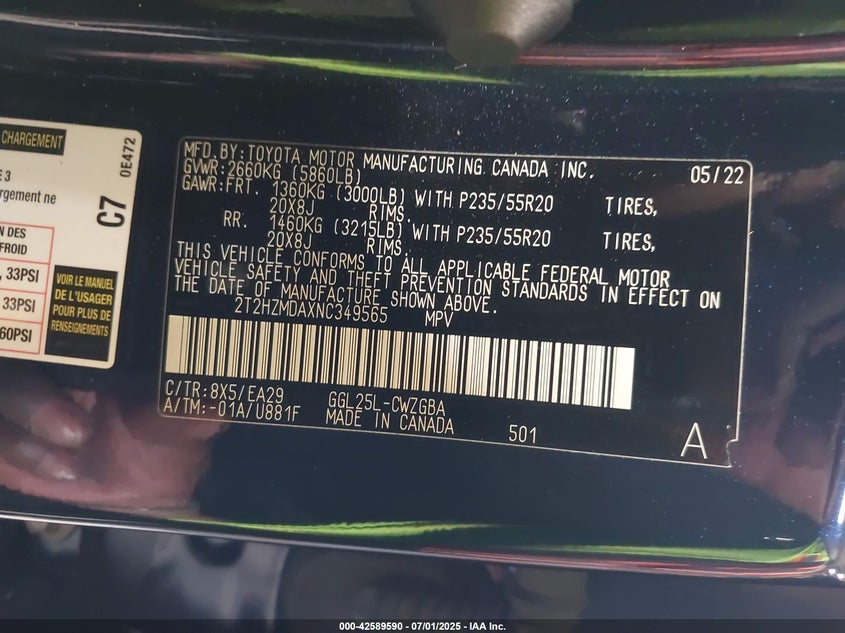 CHARGEMENT
0E472
E 3
argement ne
C7
N DES
FROID
, 33PSI
33PSI
60PSI
VOIR LE MANUEL
DE L'USAGER
POUR PLUS DE
RENSEIGNEMENTS
MFD.BY:TOYOTA MOTOR MANUFACTURING CANADA INC. 05/22
GVWR:2660KG (5860LB)
GAWR:FRT. 1360KG (3000LB) WITH P235/55R20 TIRES,
20X8J RIMS.
RR. 1460KG (3215LB) WITH P235/55R20 TIRES,
20X8J RIMS.
THIS VEHICLE CONFORMS TO ALL APPLICABLE FEDERAL MOTOR
VEHICLE SAFETY AND THEFT PREVENTION STANDARDS IN EFFECT ON
THE DATE OF MANUFACTURE SHOWN ABOVE.
2T2HZMDAXNC349565 MPV
C/TR:8X5/EA29 GGL25L-CWZGBA
A/TM:-01A/U881F MADE IN CANADA 501
A
000-42589590 - 07/01/2025 - IAA Inc.